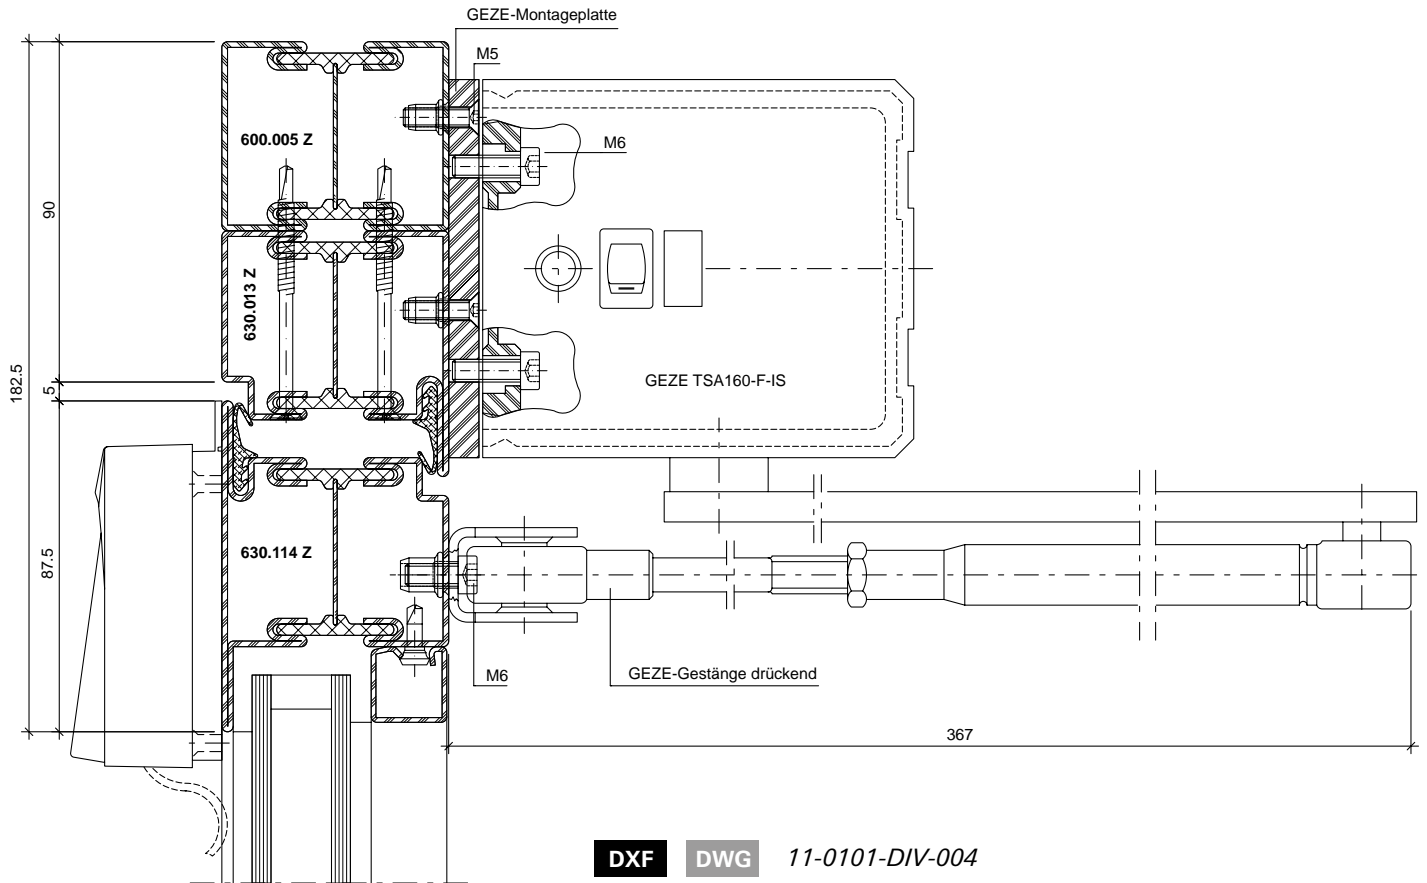 GEZE-Montageplatte
M5
600.005 Z
M6
90
630.013 Z
182.5
5
GEZE TSA160-F-IS
87.5
630.114 Z
M6
GEZE-Gestänge drückend
367
DXF DWG 11-0101-DIV-004